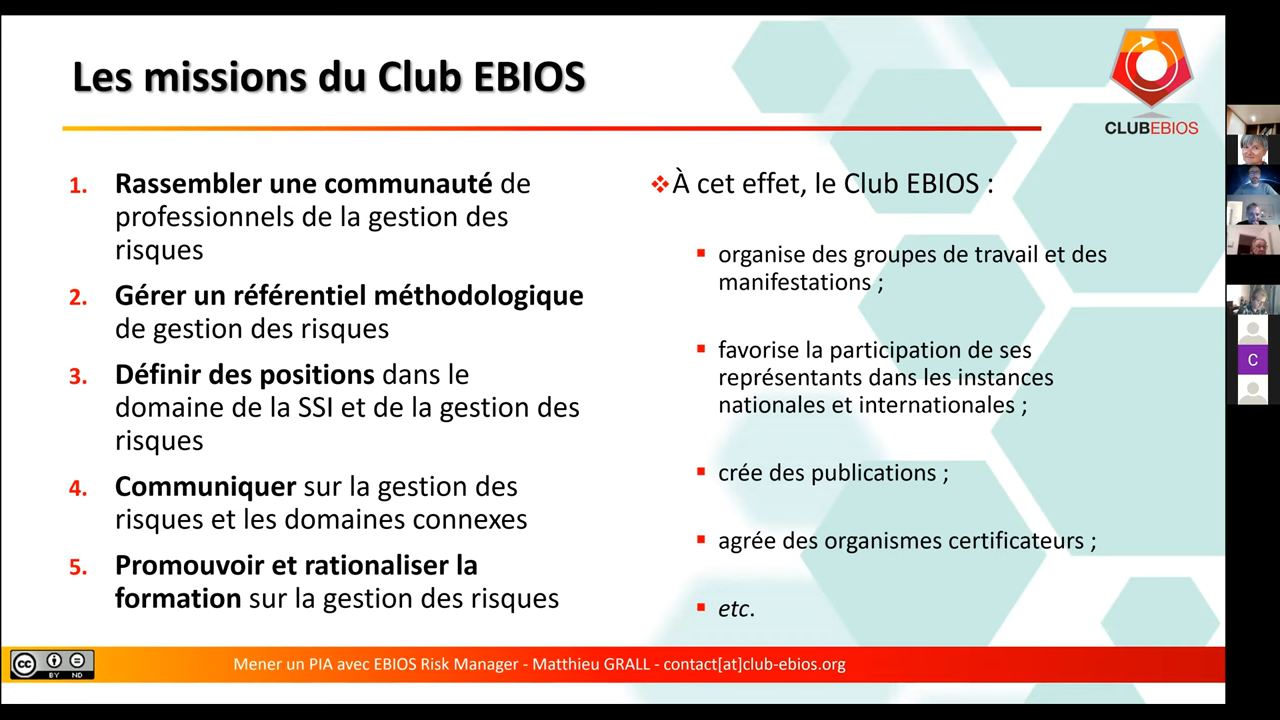 Les missions du Club EBIOS
CLUBEBIOS
1. Rassembler une communauté de
professionnels de la gestion des
risques
2. Gérer un référentiel méthodologique
de gestion des risques
3. Définir des positions dans le
domaine de la SSI et de la gestion des
risques
4. Communiquer sur la gestion des
risques et les domaines connexes
5. Promouvoir et rationaliser la
formation sur la gestion des risques
À cet effet, le Club EBIOS :
organise des groupes de travail et des
manifestations ;
favorise la participation de ses
représentants dans les instances
nationales et internationales ;
crée des publications ;
agrée des organismes certificateurs ;
etc.
C
cc BY ND
Mener un PIA avec EBIOS Risk Manager - Matthieu GRALL - contact[at]club-ebios.org